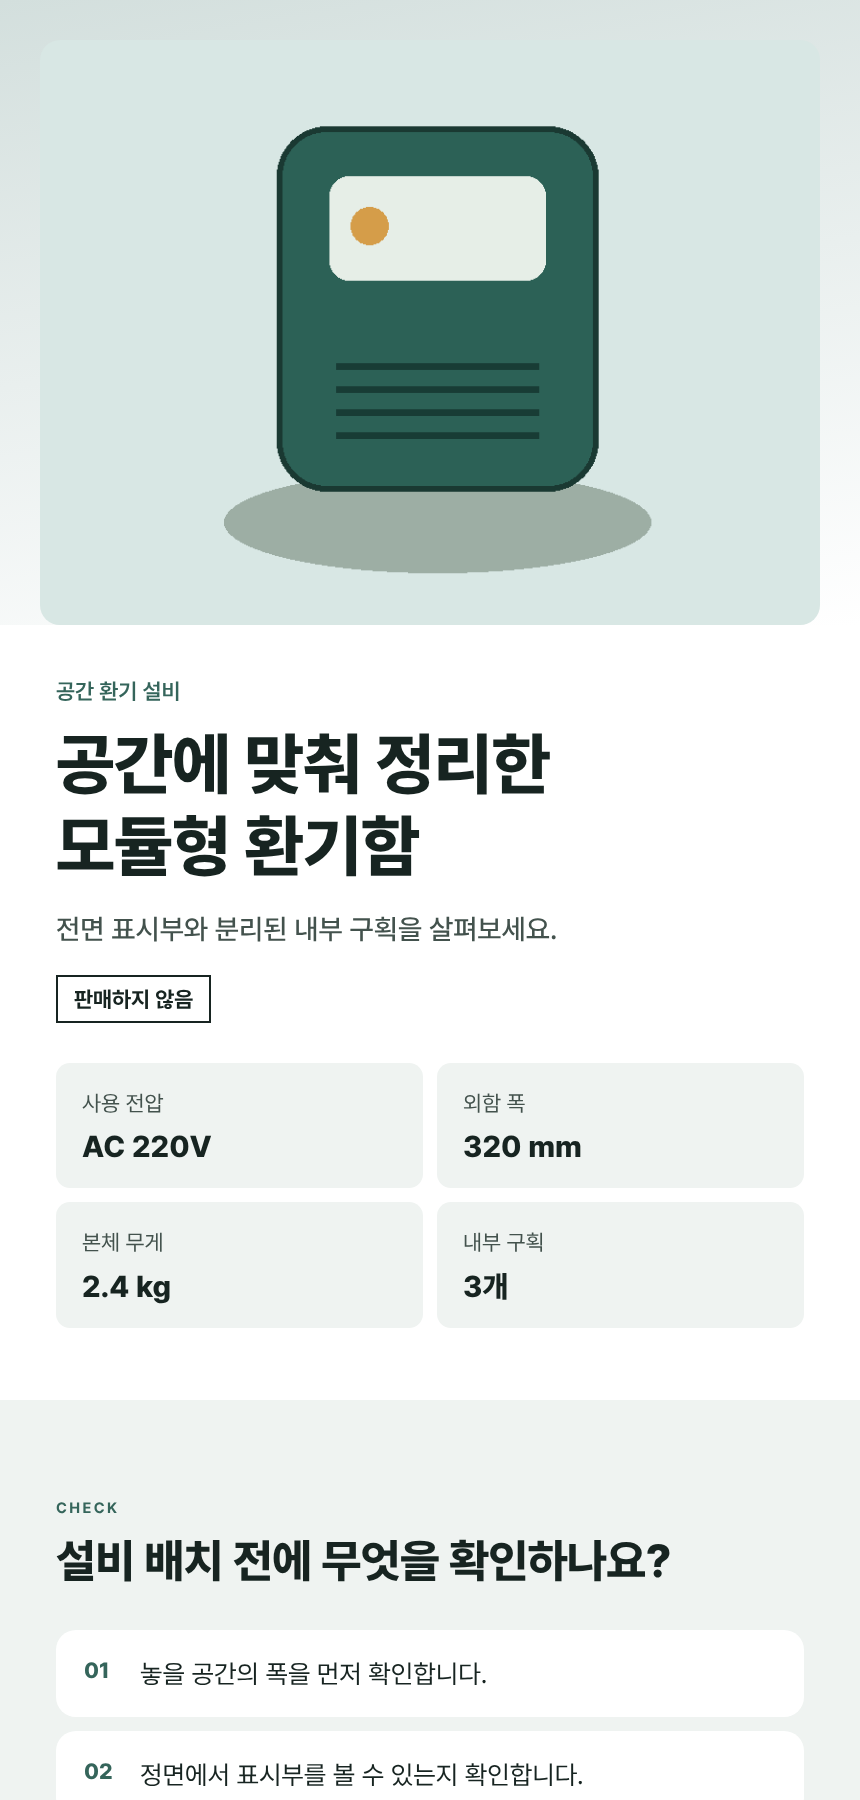 공간 환기 설비
공간에 맞춰 정리한
모듈형 환기함
전면 표시부와 분리된 내부 구획을 살펴보세요.
판매하지 않음
사용 전압
AC 220V
외함 폭
320 mm
본체 무게
2.4 kg
내부 구획
3개
CHECK
설비 배치 전에 무엇을 확인하나요?
01 놓을 공간의 폭을 먼저 확인합니다.
02 정면에서 표시부를 볼 수 있는지 확인합니다.